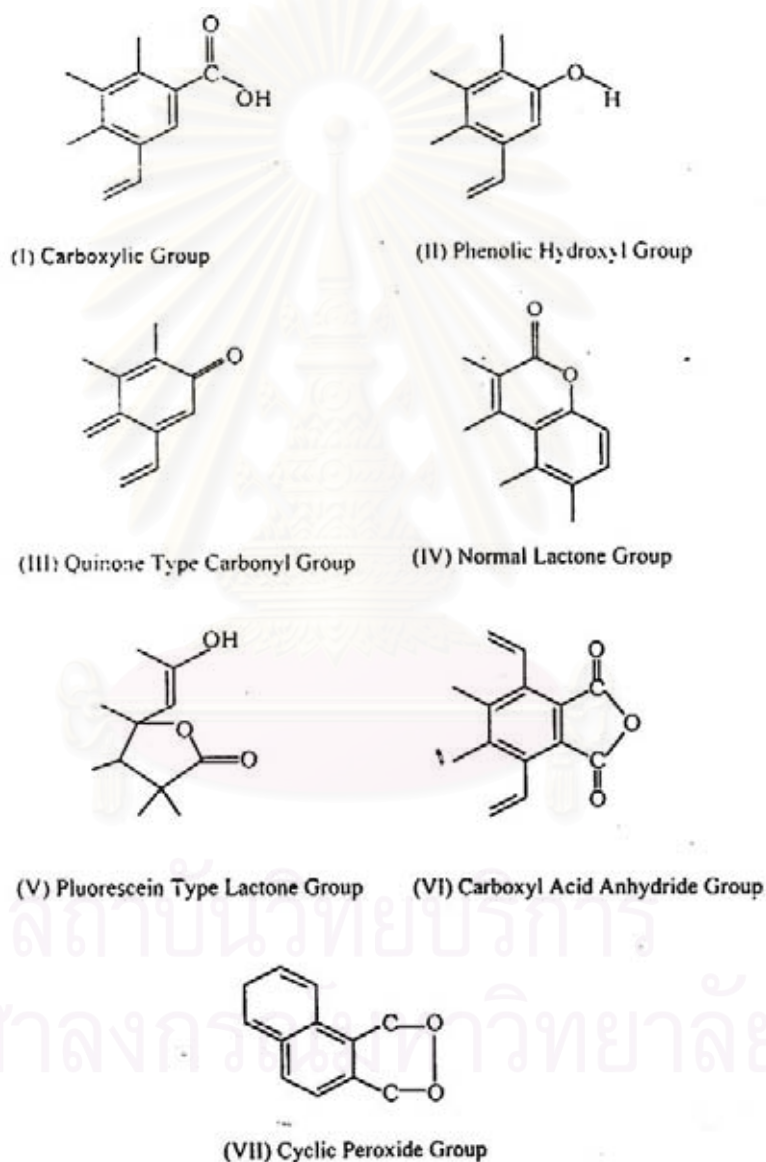 O
C
OH
O
H
(I) Carboxylic Group
(II) Phenolic Hydroxyl Group
O
O
O
(III) Quinone Type Carbonyl Group
(IV) Normal Lactone Group
OH
O
O
O
C
O
C
O
(V) Pluorescein Type Lactone Group
(VI) Carboxyl Acid Anhydride Group
สถาบันวิทยบริการ
C O
จุฬาลงกรณ์มหาวิทยาลัย
C O
(VII) Cyclic Peroxide Group